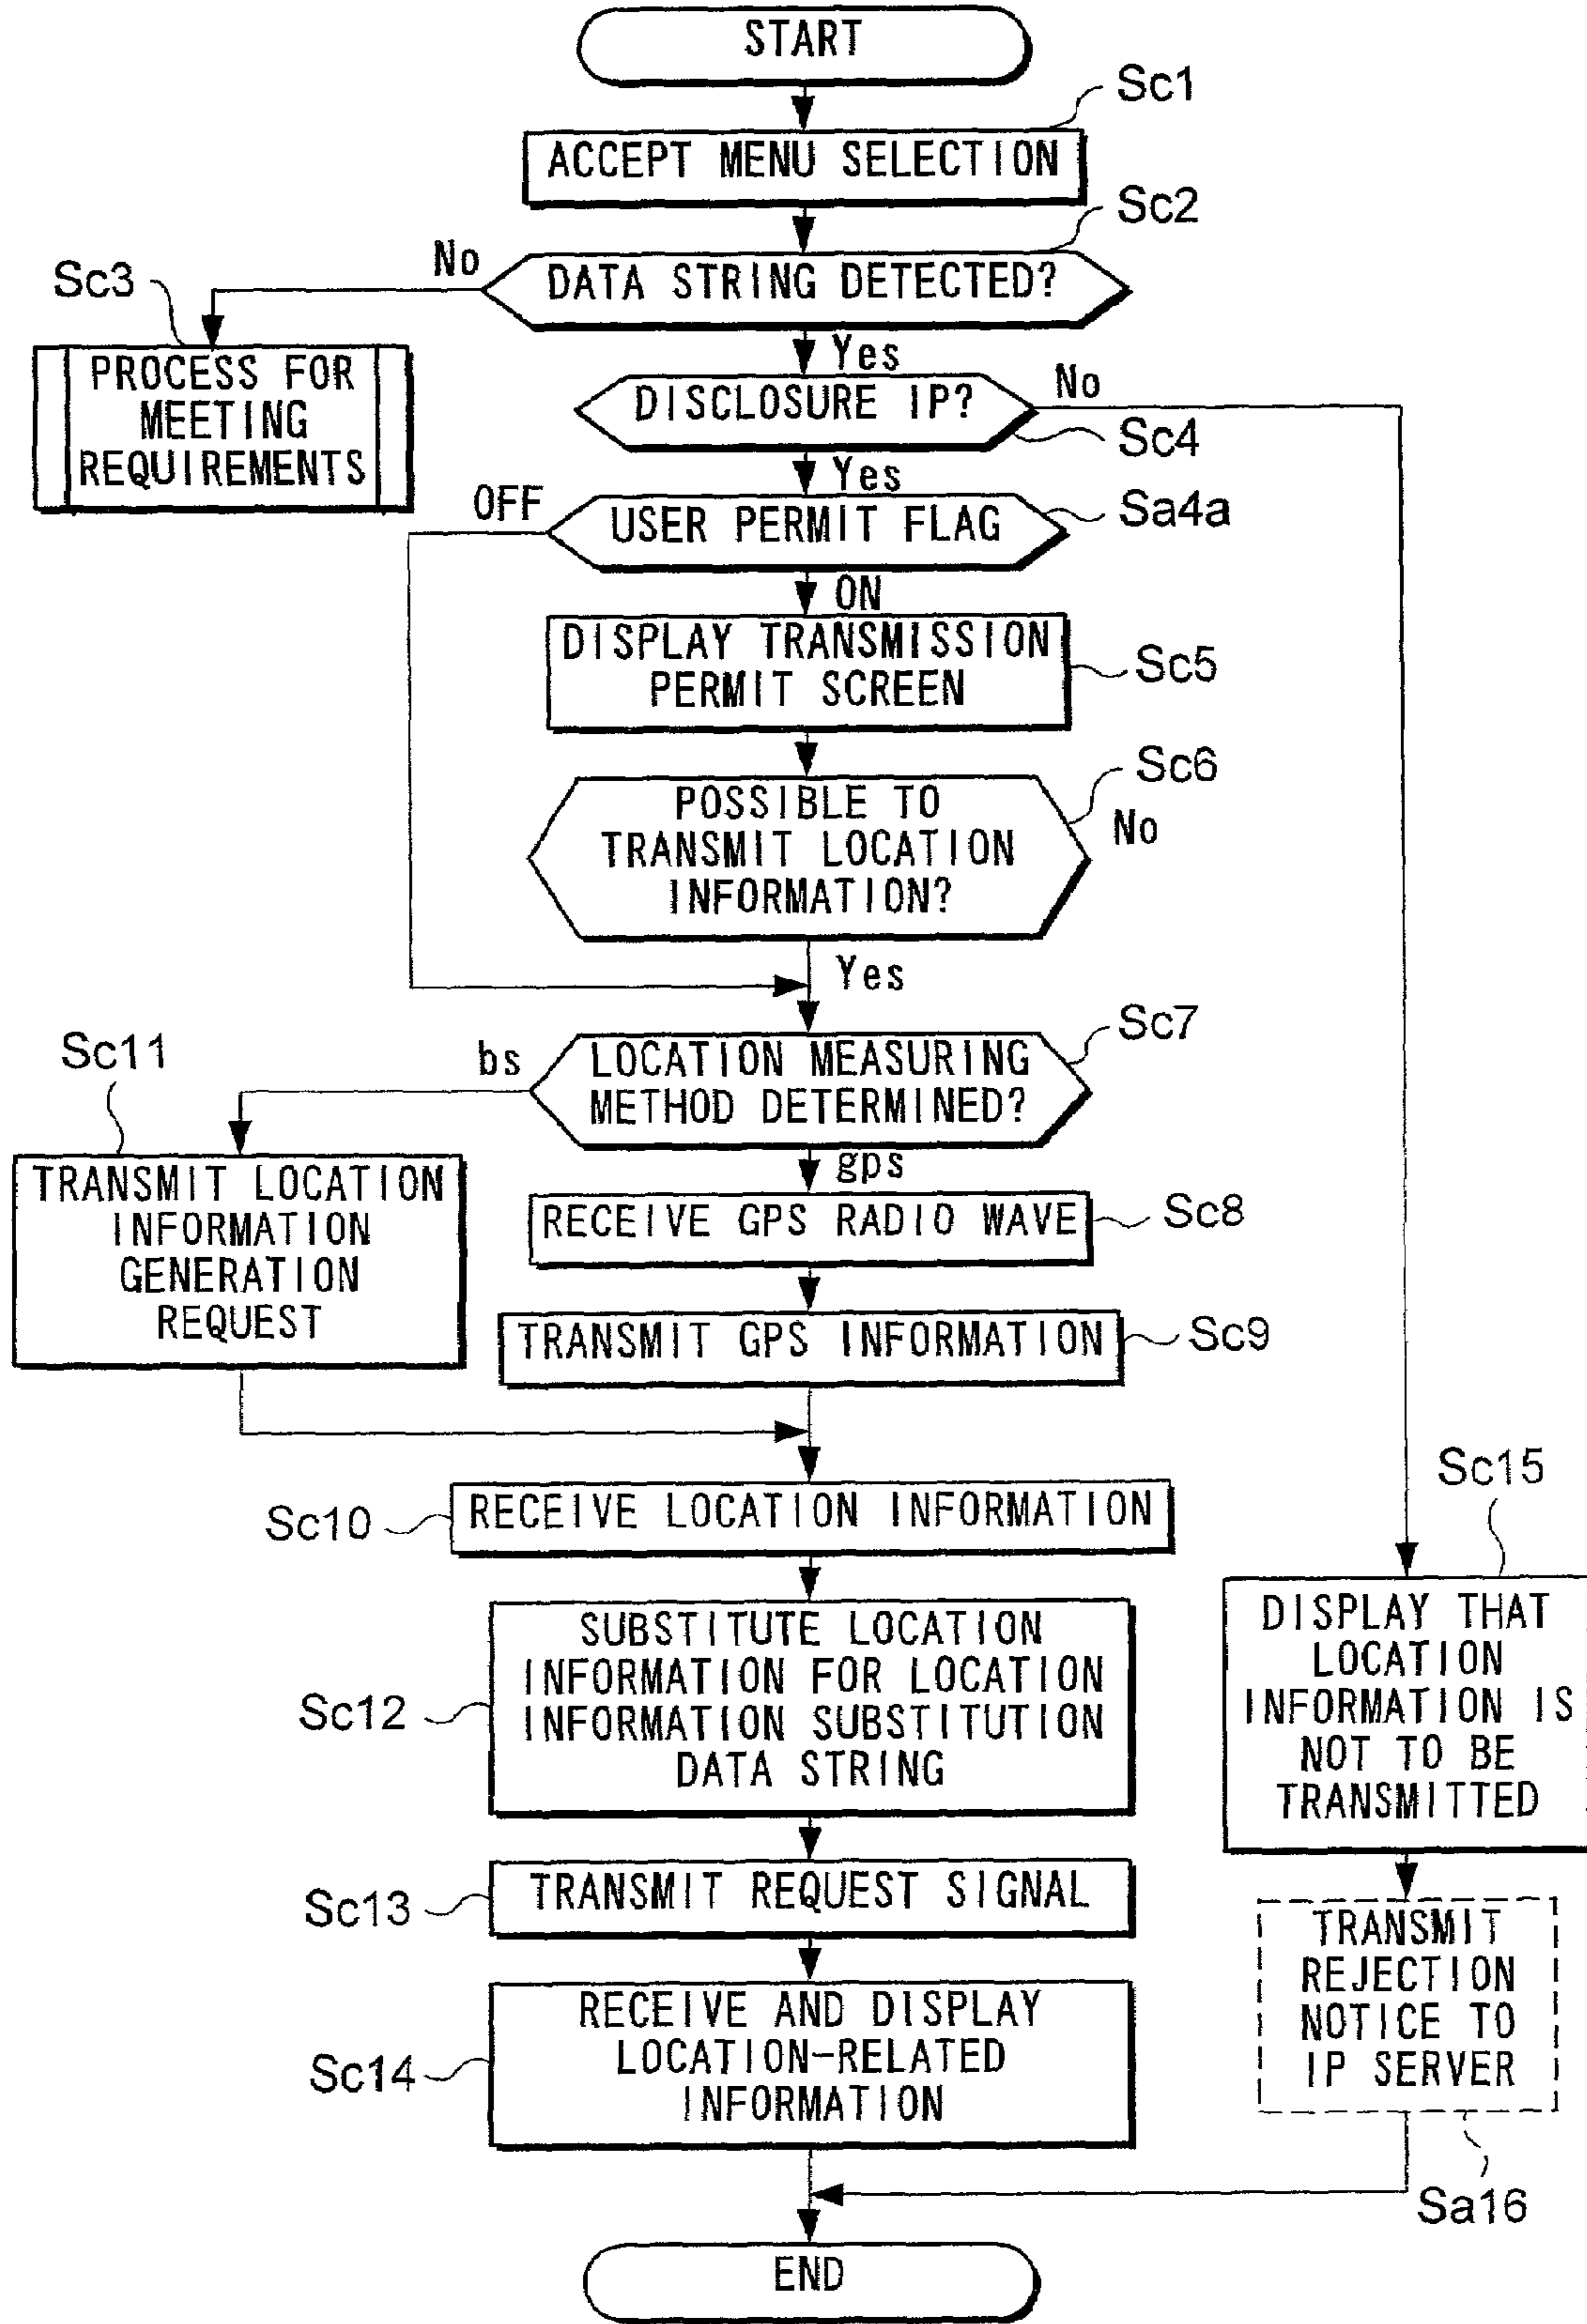 START
Sc1
ACCEPT MENU SELECTION
Sc2
No
DATA STRING DETECTED?
Sc3
Yes
PROCESS FOR
MEETING
REQUIREMENTS
DISCLOSURE IP?
No
Sc4
Yes
OFF
USER PERMIT FLAG
Sa4a
ON
DISPLAY TRANSMISSION
PERMIT SCREEN
Sc5
Sc6
POSSIBLE TO
TRANSMIT LOCATION
INFORMATION?
No
Yes
Sc7
Sc11
bs
LOCATION MEASURING
METHOD DETERMINED?
gps
TRANSMIT LOCATION
INFORMATION
GENERATION
REQUEST
RECEIVE GPS RADIO WAVE
Sc8
TRANSMIT GPS INFORMATION
Sc9
Sc10
RECEIVE LOCATION INFORMATION
Sc15
SUBSTITUTE LOCATION
INFORMATION FOR LOCATION
INFORMATION SUBSTITUTION
DATA STRING
Sc12
DISPLAY THAT
LOCATION
INFORMATION IS
NOT TO BE
TRANSMITTED
Sc13
TRANSMIT REQUEST SIGNAL
TRANSMIT
REJECTION
NOTICE TO
IP SERVER
Sc14
RECEIVE AND DISPLAY
LOCATION-RELATED
INFORMATION
Sa16
END